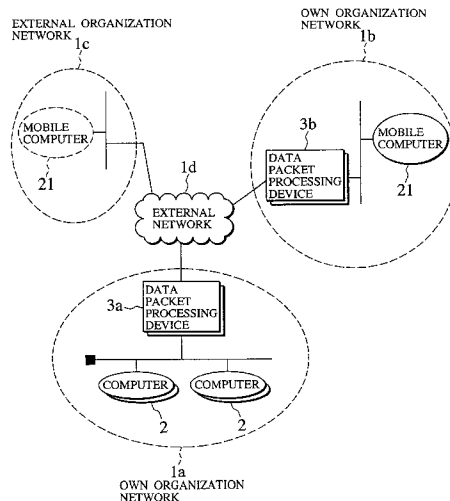 EXTERNAL ORGANIZATION
NETWORK
1c
OWN ORGANIZATION
NETWORK
1b
MOBILE
COMPUTER
21
3b
DATA
PACKET
PROCESSING
DEVICE
MOBILE
COMPUTER
21
1d
EXTERNAL
NETWORK
3a
DATA
PACKET
PROCESSING
DEVICE
COMPUTER
COMPUTER
2
2
1a
OWN ORGANIZATION
NETWORK